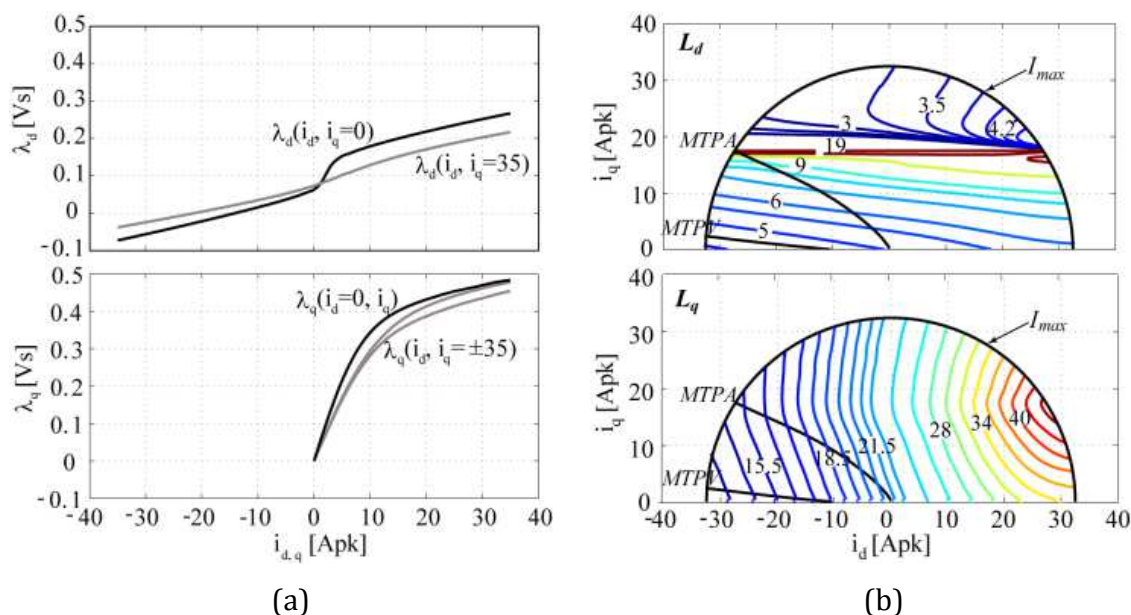 0.5
0.4
0.3
0.2
0.1
0
-0.1
λd [Vs]
λd(id, iq=0)
λd(id, iq=35)
0.5
0.4
0.3
0.2
0.1
0
-0.1
λq [Vs]
λq(id=0, iq)
λq(id, iq=±35)
-40 -30 -20 -10 0 10 20 30 40
id, q [Apk]
(a)
Ld
Imax
40
30
20
10
0
iq [Apk]
MTPA
MTPV
3
3.5
4.2
19
9
6
5
Lq
Imax
40
30
20
10
0
iq [Apk]
MTPA
MTPV
15.5
18.5
21.5
28
34
40
-40 -30 -20 -10 0 10 20 30 40
id [Apk]
(b)